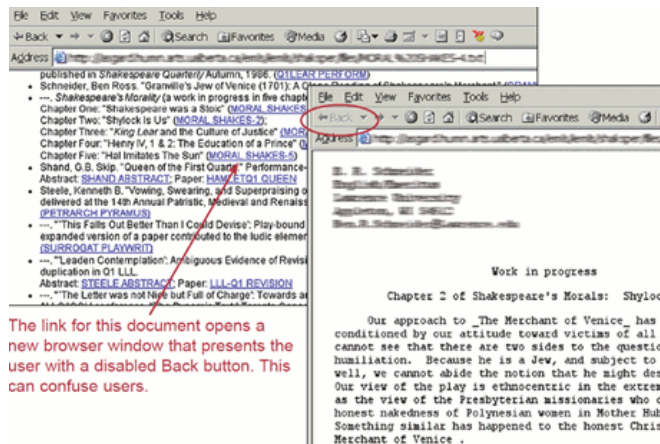 File Edit View Favorites Tools Help
Back Search Favorites Media
Address
published in Shakespeare Quarterly Autumn, 1986. (Q1LEAR PERFORM)
Schneider, Ben Ross. "Granville's Jew of Venice (1701): A
---, Shakespeare's Morality (a work in progress in five chapt
Chapter One: "Shakespeare was a Stoic" (MORAL SHAKES
Chapter Two: "Shylock Is Us" (MORAL SHAKES-2);
Chapter Three: "King Lear and the Culture of Justice" (MOR
Chapter Four: "Henry IV, 1 & 2: The Education of a Prince" (
Chapter Five: "Hal Imitates The Sun" (MORAL SHAKES-5)
Shand, G.B. Skip. "Queen of the First Quarto" Performance-
Abstract: SHAND ABSTRACT; Paper: HAMLETQ1 QUEEN
Steele, Kenneth B. "Vowing, Swearing, and Superpraising o
delivered at the 14th Annual Patristic, Medieval and Renaiss
(PETRARCH PYRAMUS)
---, "'This Falls Out Better Than I Could Devise': Play-bound
expanded version of a paper contributed to the ludic elemer
(SURROGAT PLAYWRIT)
---, "'Leaden Contemplation': Ambiguous Evidence of Revisi
duplication in Q1 LLL.
Abstract: STEELE ABSTRACT; Paper: LLL-Q1 REVISION
---, "'The Letter was not Nice but Full of Charge': Towards a
The link for this document opens a
new browser window that presents the
user with a disabled Back button. This
can confuse users.
File Edit View Favorites Tools Help
Back Search Favorites Media
Address
Work in progress
Chapter 2 of Shakespeare's Morals: Shyloc
Our approach to _The Merchant of Venice_ has
conditioned by our attitude toward victims of all
cannot see that there are two sides to the questio
humiliation. Because he is a Jew, and subject to
well, we cannot abide the notion that he might des
Our view of the play is ethnocentric in the extrem
as the view of the Presbyterian missionaries who c
honest nakedness of Polynesian women in Mother Hub
Something similar has happened to the honest Chris
Merchant of Venice .